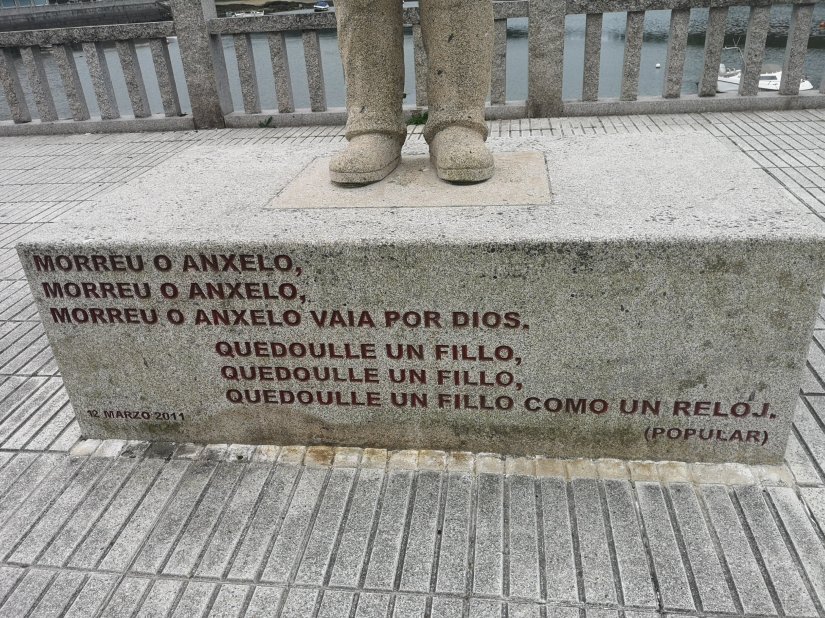 MORREU O ANXELO,
MORREU O ANXELO,
MORREU O ANXELO VAIA POR DIOS.
QUEDOULLE UN FILLO,
QUEDOULLE UN FILLO,
QUEDOULLE UN FILLO COMO UN RELOJ.
12 MARZO 2011
(POPULAR)